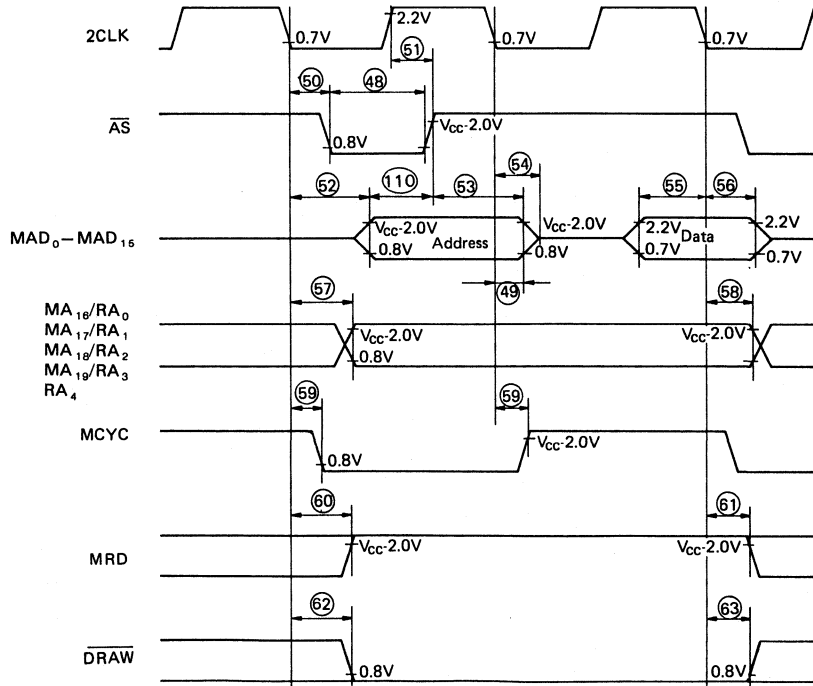 2CLK
0.7V
2.2V
0.7V
0.7V
51
50
48
AS
0.8V
Vcc-2.0V
52
110
53
54
55
56
MAD0−MAD15
Vcc-2.0V
0.8V
Address
Vcc-2.0V
0.8V
2.2V
0.7V
Data
2.2V
0.7V
49
57
58
MA16/RA0
MA17/RA1
MA18/RA2
MA19/RA3
RA4
Vcc-2.0V
0.8V
Vcc-2.0V
59
59
MCYC
0.8V
Vcc-2.0V
60
61
MRD
Vcc-2.0V
Vcc-2.0V
62
63
DRAW
0.8V
0.8V